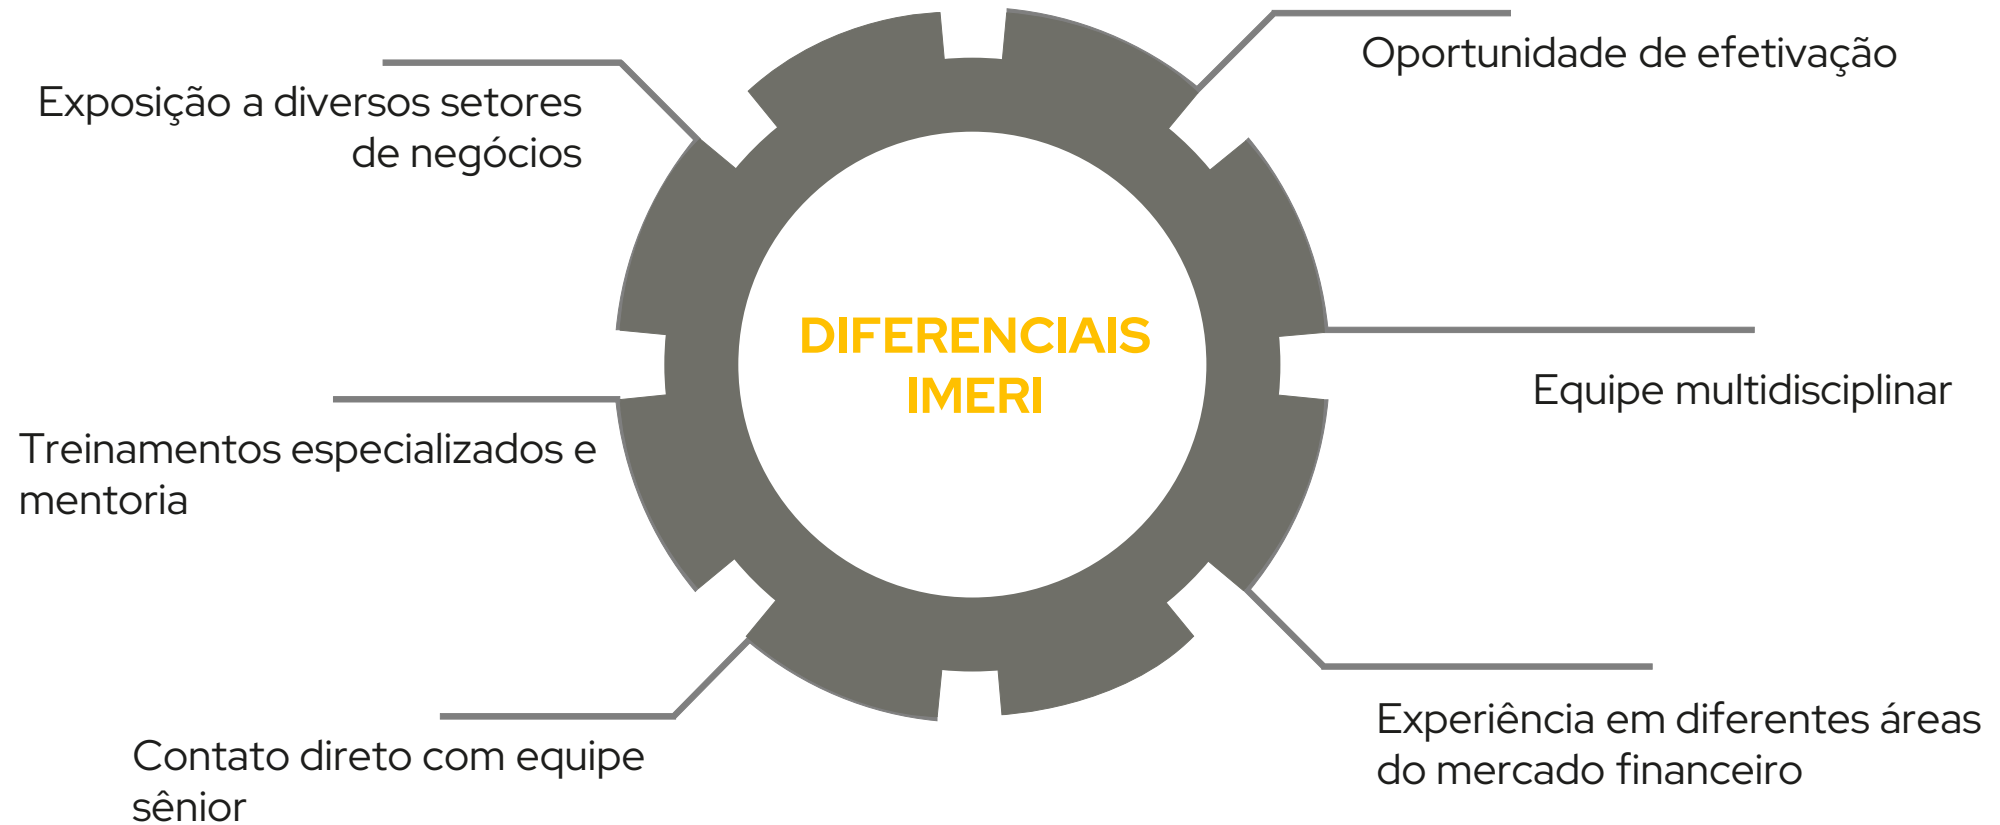 Oportunidade de efetivação
Exposição a diversos setores
de negócios
DIFERENCIAIS
IMERI
Equipe multidisciplinar
Treinamentos especializados e
mentoria
Experiência em diferentes áreas
do mercado financeiro
Contato direto com equipe
sênior